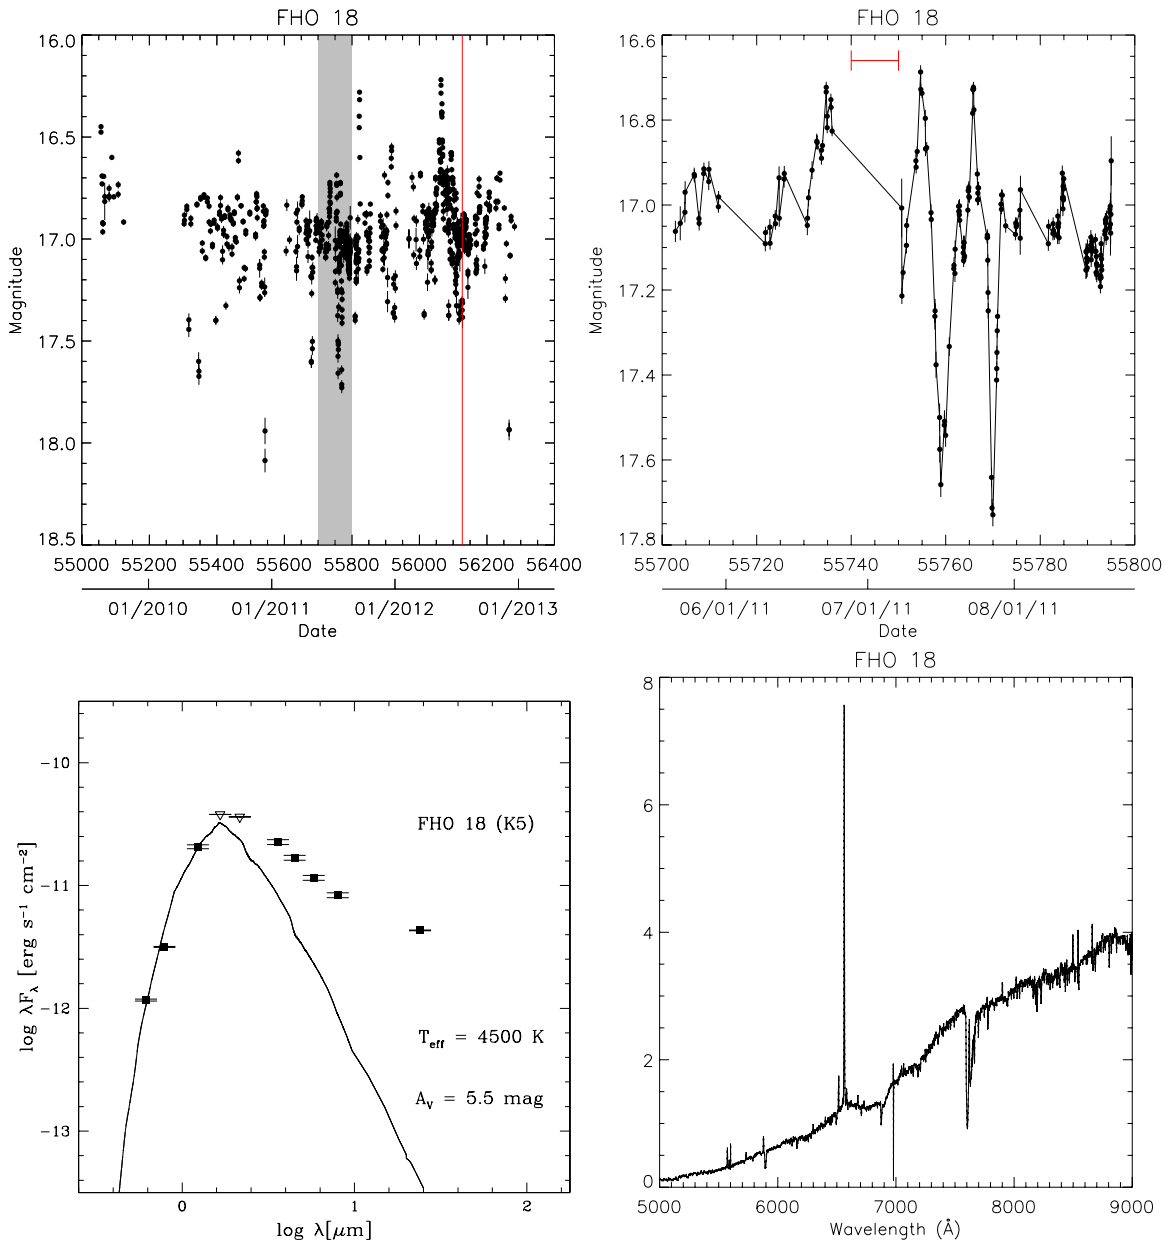 FHO 18
16.0
16.5
17.0
17.5
18.0
18.5
Magnitude
55000 55200 55400 55600 55800 56000 56200 56400
01/2010 01/2011 01/2012 01/2013
Date
FHO 18
16.6
16.8
17.0
17.2
17.4
17.6
17.8
Magnitude
55700 55720 55740 55760 55780 55800
06/01/11 07/01/11 08/01/11
Date
−10
−11
−12
−13
log λF_λ [erg s⁻¹ cm⁻²]
FHO 18 (K5)
T_eff = 4500 K
A_V = 5.5 mag
0 1 2
log λ[μm]
FHO 18
8
6
4
2
0
5000 6000 7000 8000 9000
Wavelength (Å)